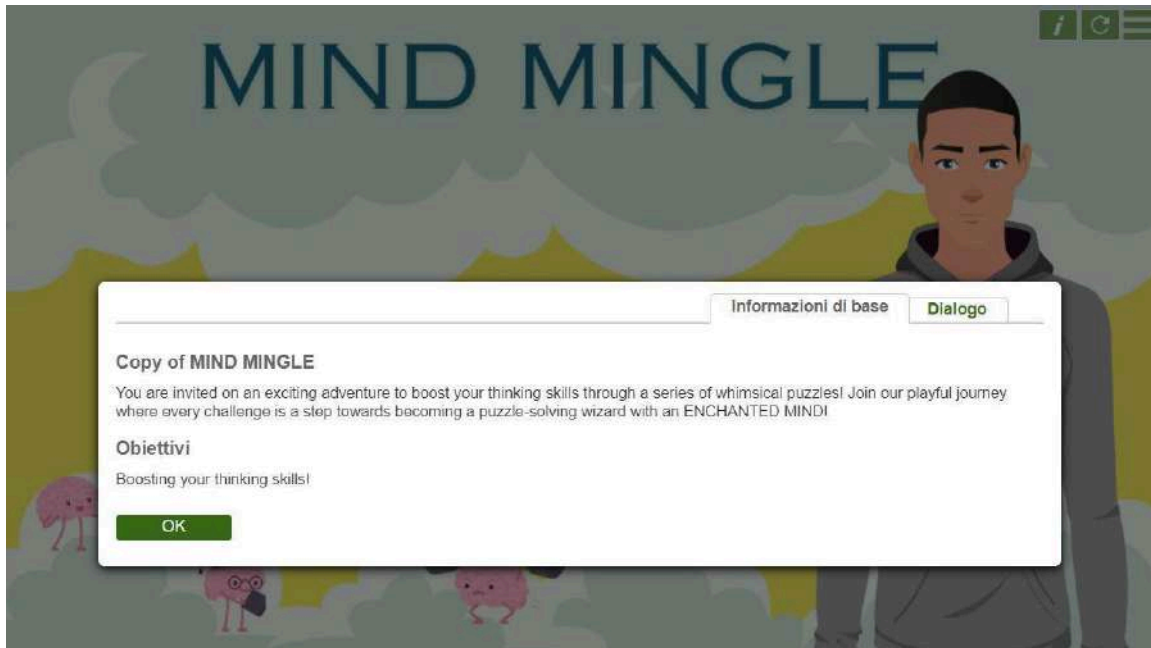 MIND MINGLE
i
Informazioni di base
Dialogo
Copy of MIND MINGLE
You are invited on an exciting adventure to boost your thinking skills through a series of whimsical puzzles! Join our playful journey
where every challenge is a step towards becoming a puzzle-solving wizard with an ENCHANTED MIND!
Obiettivi
Boosting your thinking skills!
OK